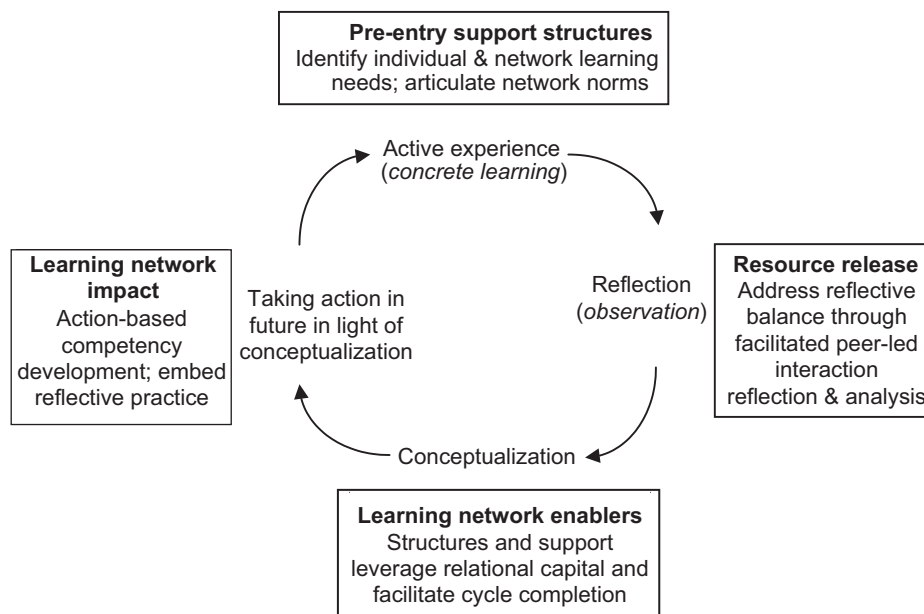 Pre-entry support structures
Identify individual & network learning
needs; articulate network norms
Active experience
(concrete learning)
Learning network
impact
Action-based
competency
development; embed
reflective practice
Taking action in
future in light of
conceptualization
Reflection
(observation)
Resource release
Address reflective
balance through
facilitated peer-led
interaction
reflection & analysis
Conceptualization
Learning network enablers
Structures and support
leverage relational capital and
facilitate cycle completion